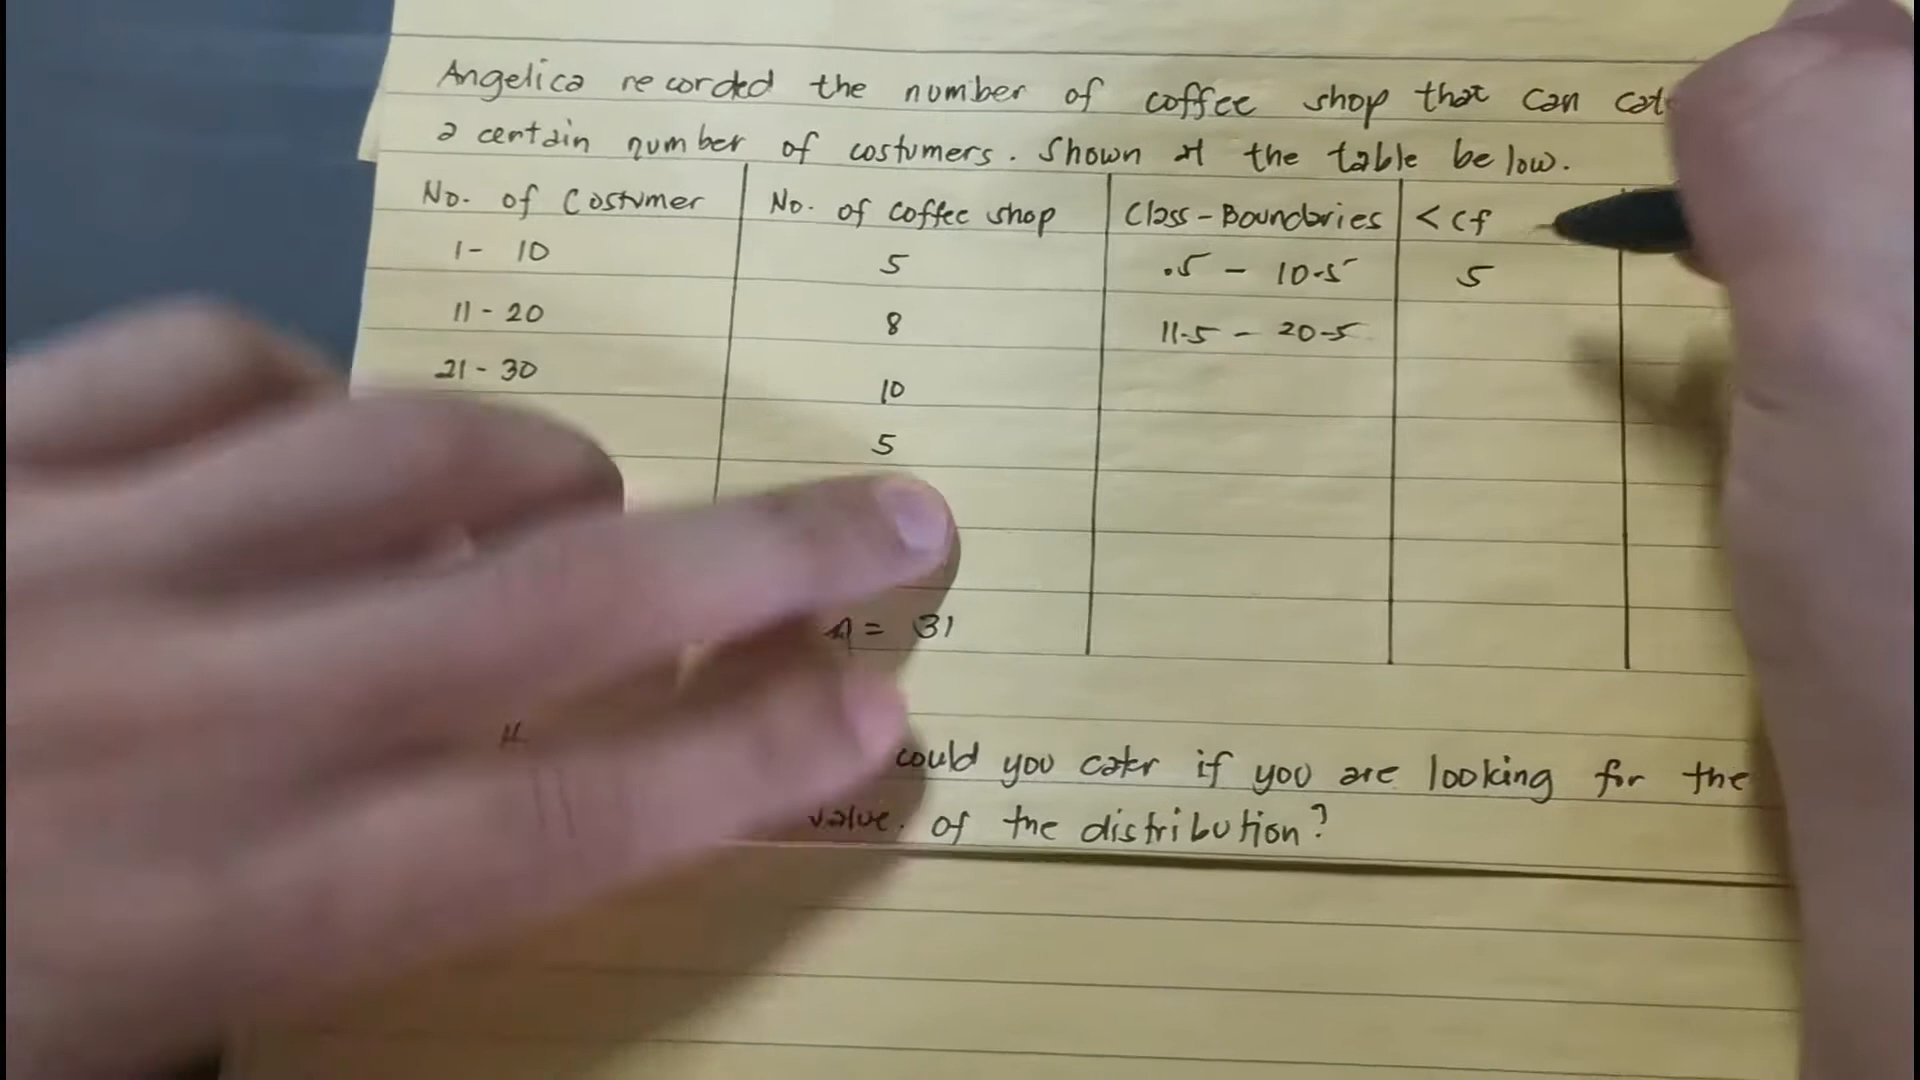 Angelica recorded the number of coffee shop that can
a certain number of costumers. Shown at the table below.
No. of Costumer No. of coffee shop Class-Boundaries <cf
1- 10 5 .5 - 10.5 5
11 - 20 8 11.5 - 20.5
21 - 30 10
5
n = 31
could you cater if you are looking for the
value. of the distribution?